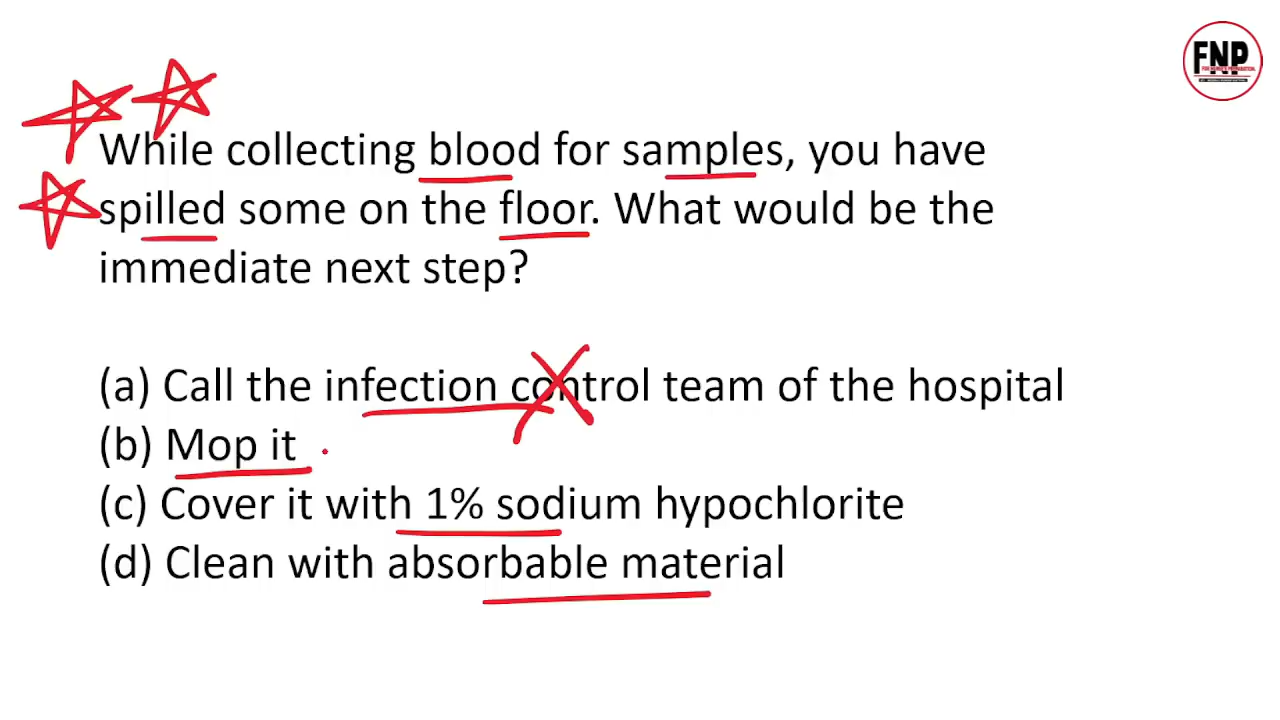 FNP
While collecting blood for samples, you have
spilled some on the floor. What would be the
immediate next step?
(a) Call the infection control team of the hospital
(b) Mop it
(c) Cover it with 1% sodium hypochlorite
(d) Clean with absorbable material